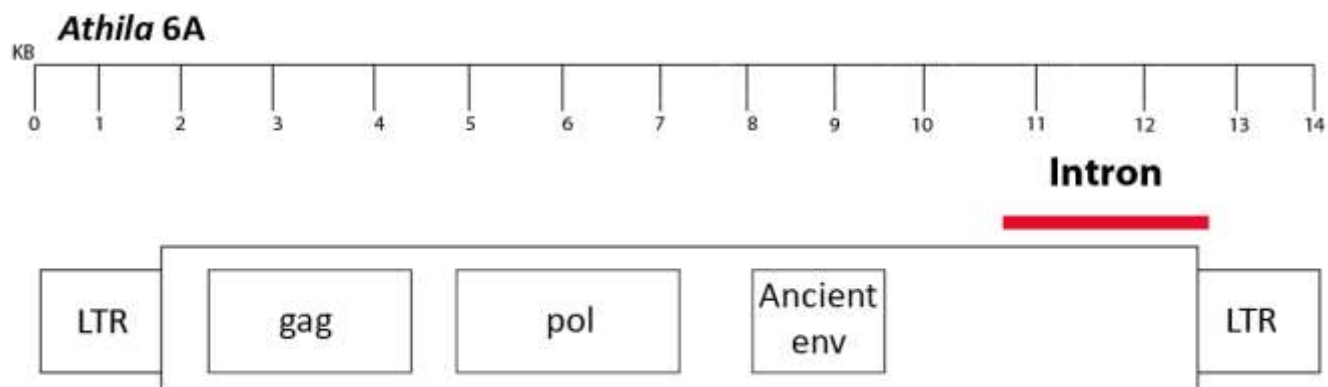 Athila 6A
KB
0 1 2 3 4 5 6 7 8 9 10 11 12 13 14
Intron
LTR gag pol Ancient env LTR